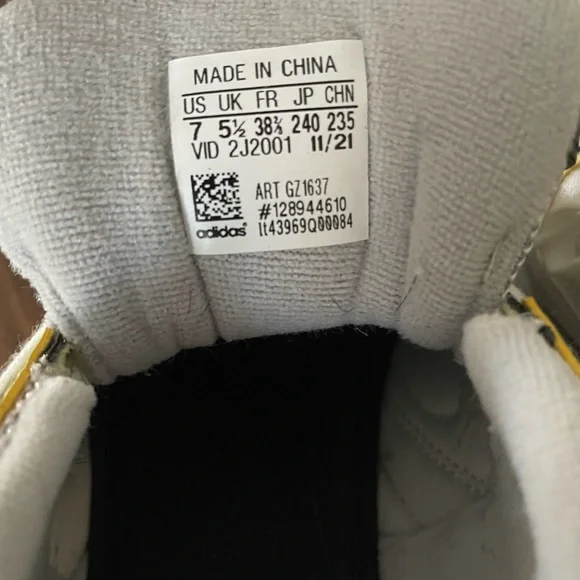 MADE IN CHINA
US UK FR JP CHN
7 5½ 38⅔ 240 235
VID 2J2001 11/21
ART GZ1637
#128944610
adidas® lt43969Q00084